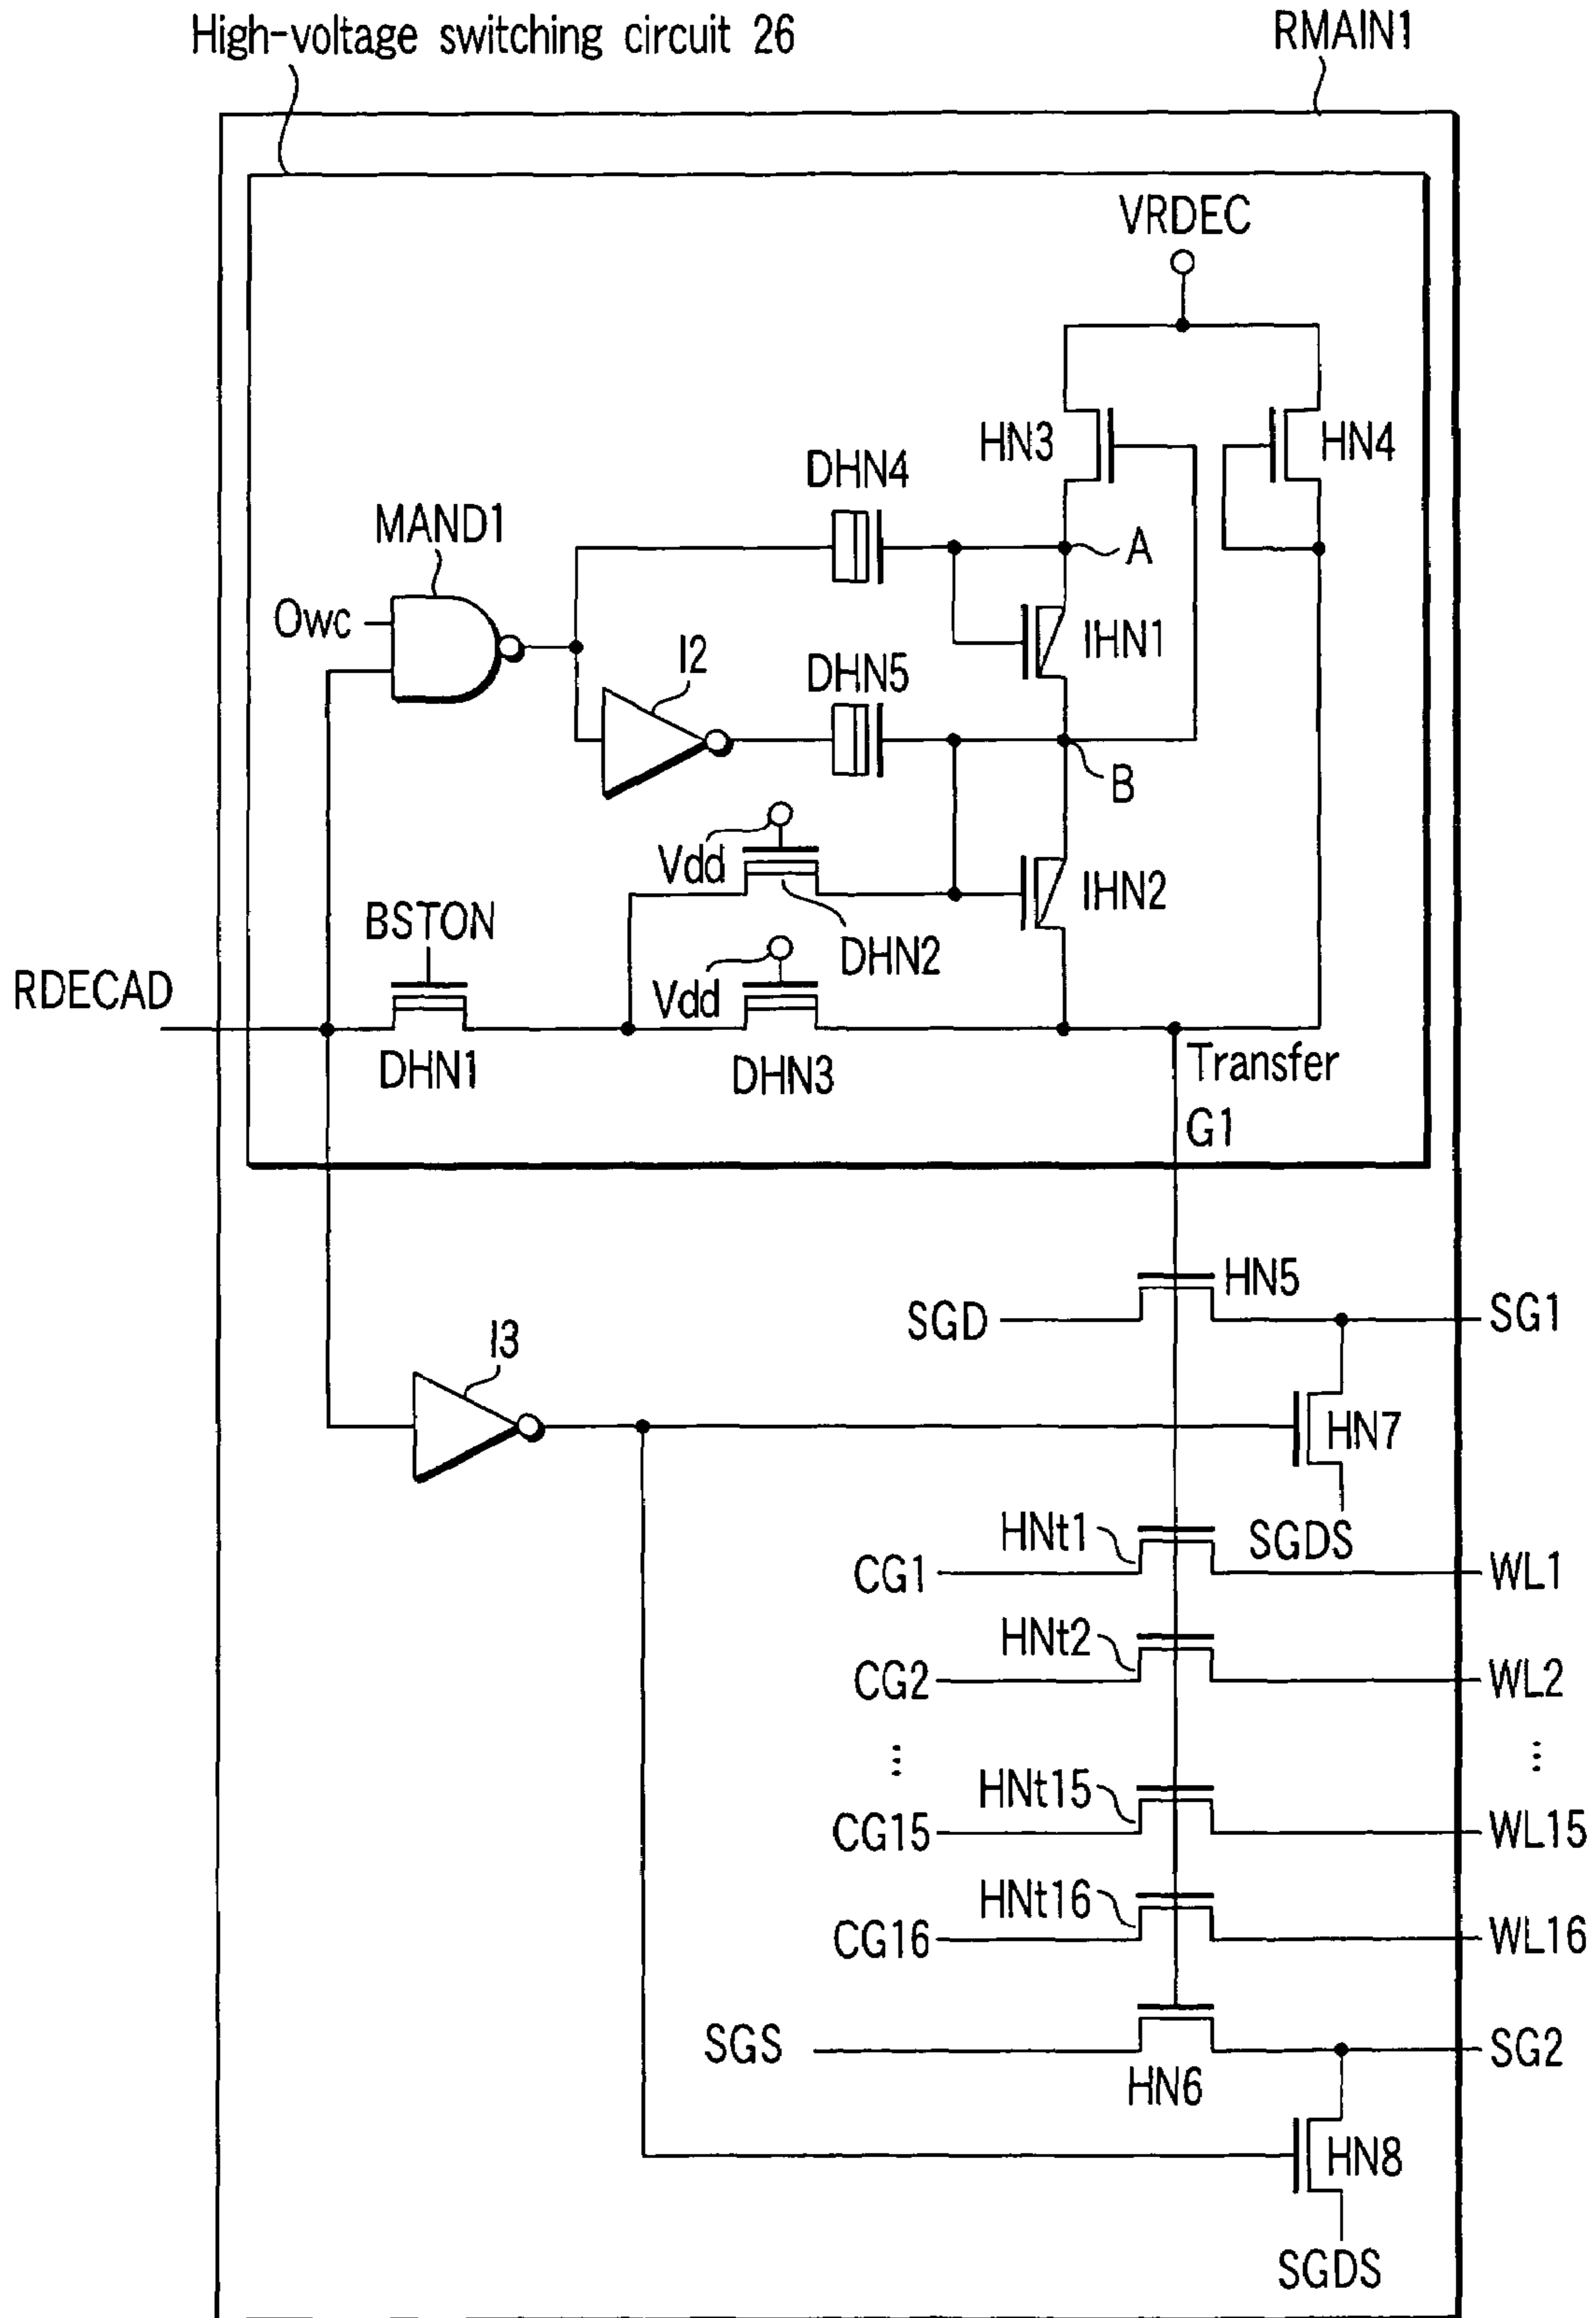 High-voltage switching circuit 26
RMAIN1
VRDEC
HN3
HN4
DHN4
MAND1
A
Owc
IHN1
I2
DHN5
B
Vdd
IHN2
BSTON
DHN2
RDECAD
Vdd
DHN1
DHN3
Transfer
G1
HN5
SGD
SG1
I3
HN7
HNt1
SGDS
CG1
WL1
HNt2
CG2
WL2
⋮
⋮
HNt15
CG15
WL15
HNt16
CG16
WL16
SGS
SG2
HN6
HN8
SGDS